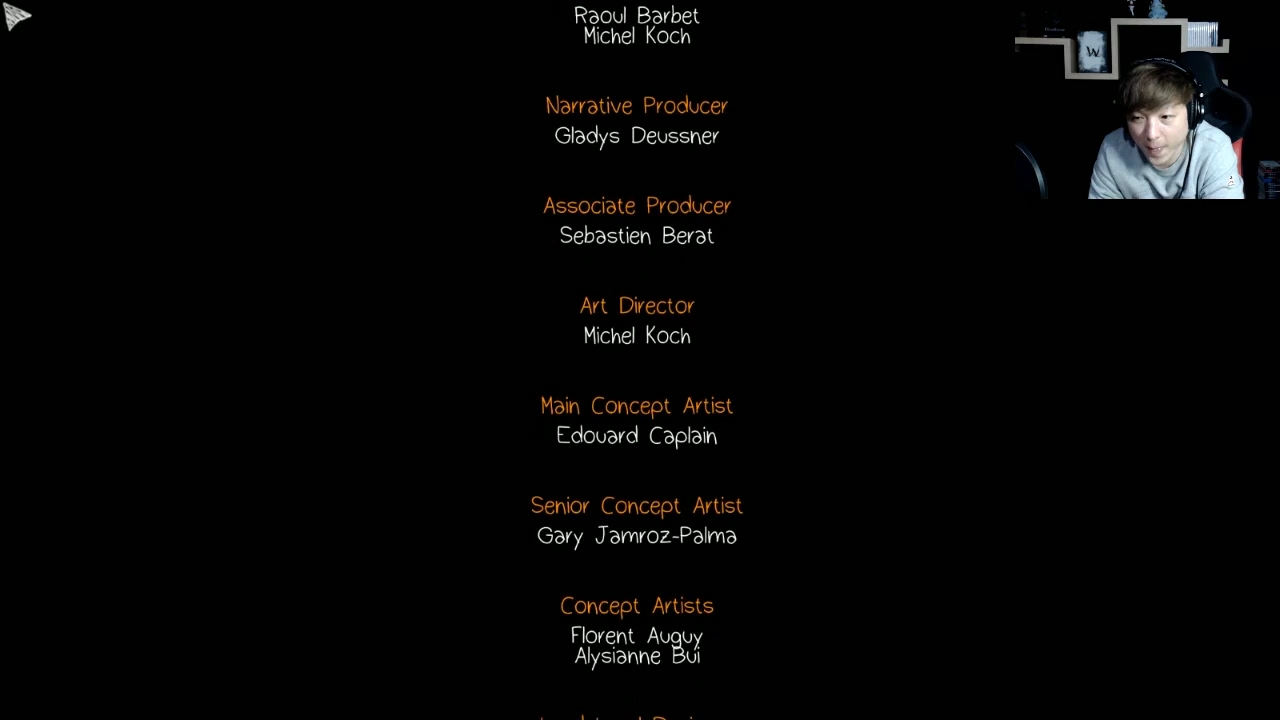 Raoul Barbet
Michel Koch
Narrative Producer
Gladys Deussner
Associate Producer
Sebastien Berat
Art Director
Michel Koch
Main Concept Artist
Edouard Caplain
Senior Concept Artist
Gary Jamroz-Palma
Concept Artists
Florent Auguy
Alysianne Bui
W